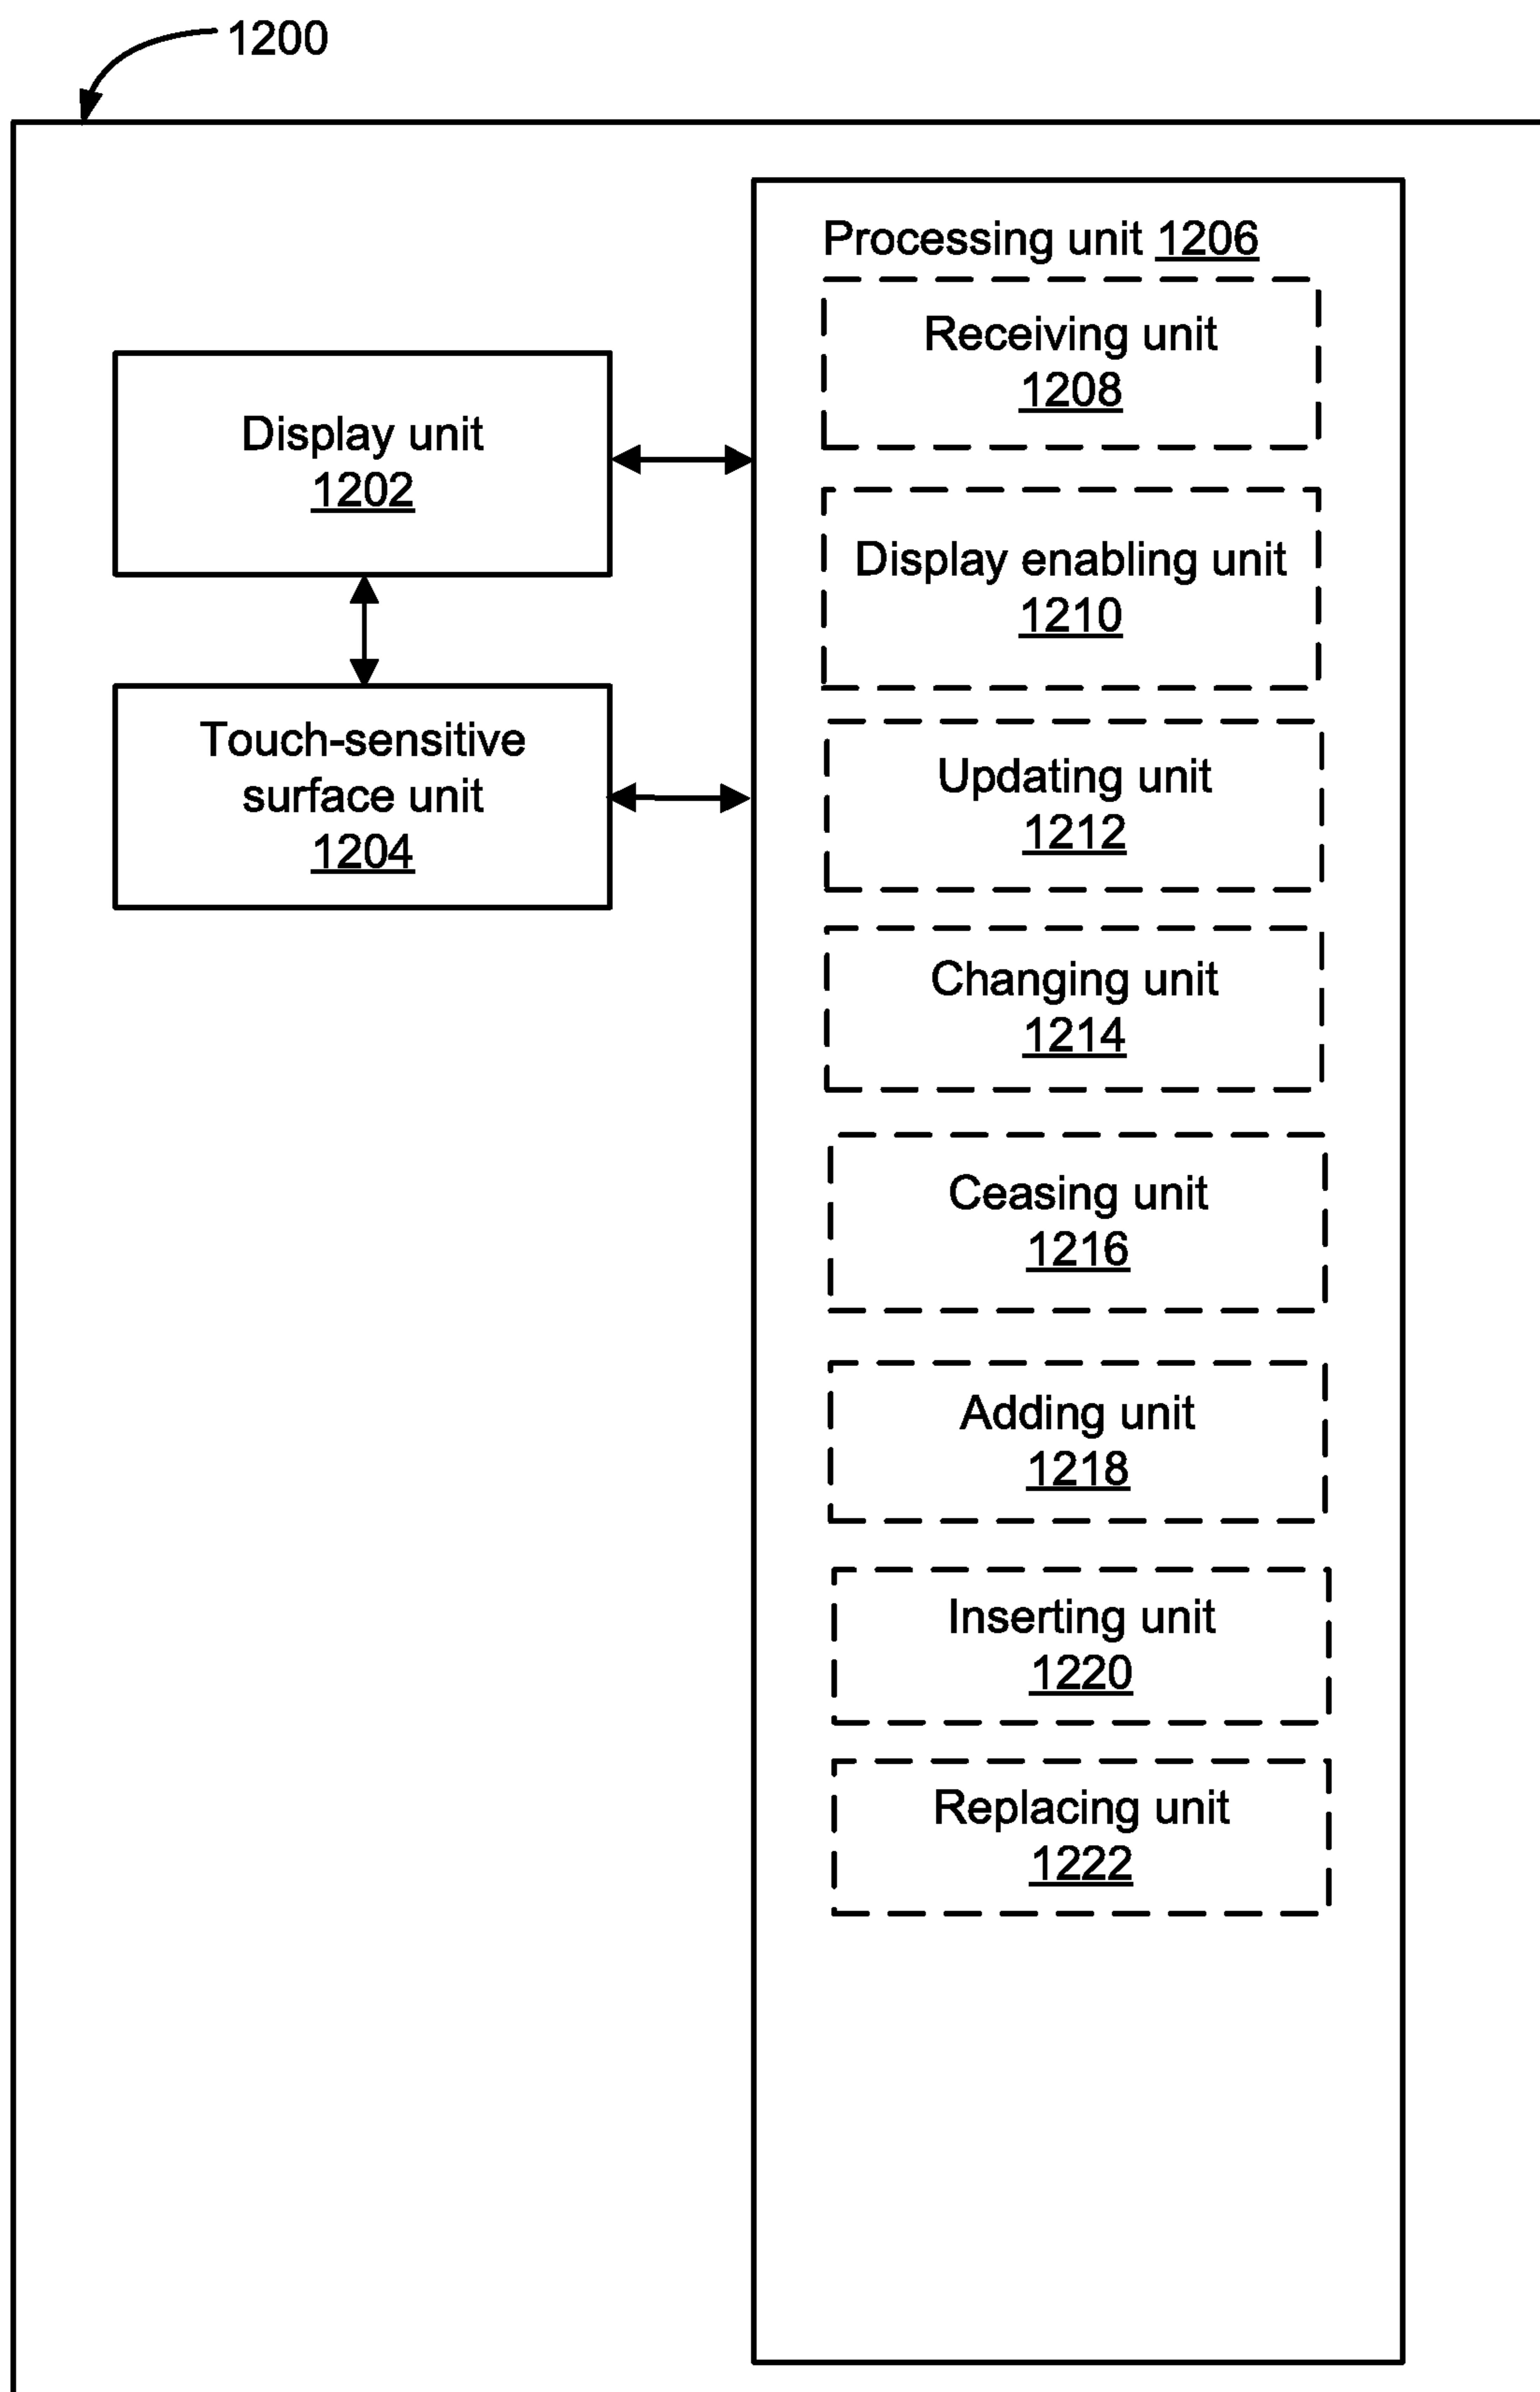 1200
Display unit
1202
Touch-sensitive
surface unit
1204
Processing unit 1206
Receiving unit
1208
Display enabling unit
1210
Updating unit
1212
Changing unit
1214
Ceasing unit
1216
Adding unit
1218
Inserting unit
1220
Replacing unit
1222